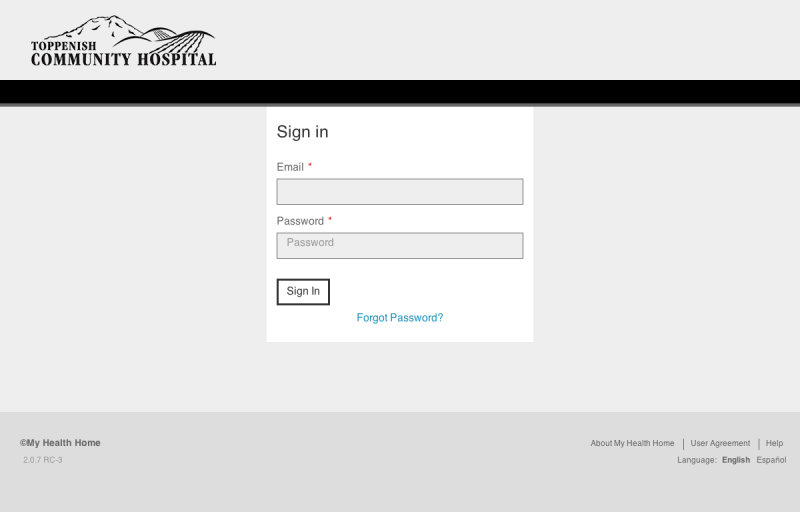 TOPPENISH
COMMUNITY HOSPITAL
Sign in
Email *
Password *
Password
Sign In
Forgot Password?
©My Health Home
About My Health Home | User Agreement | Help
2.0.7 RC-3
Language: English Español